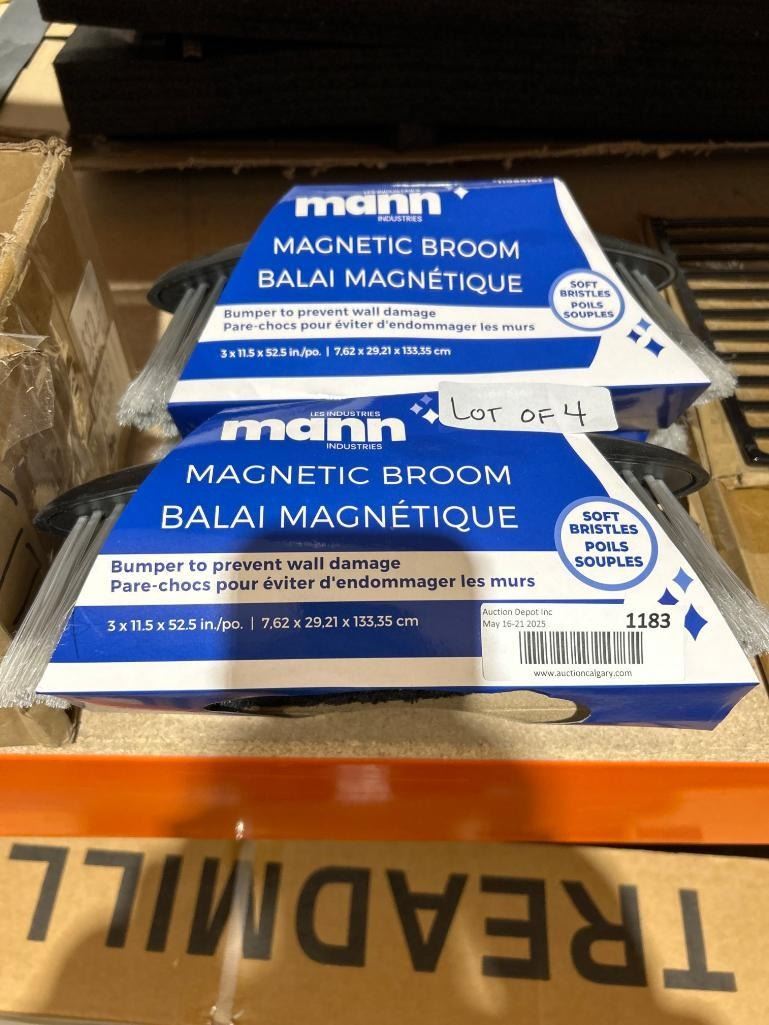 LES INDUSTRIES
mann
INDUSTRIES
MAGNETIC BROOM
BALAI MAGNÉTIQUE
SOFT
BRISTLES
POILS
SOUPLES
Bumper to prevent wall damage
Pare-chocs pour éviter d'endommager les murs
3 x 11.5 x 52.5 in./po. | 7,62 x 29,21 x 133,35 cm
LOT OF 4
LES INDUSTRIES
mann
INDUSTRIES
MAGNETIC BROOM
BALAI MAGNÉTIQUE
SOFT
BRISTLES
POILS
SOUPLES
Bumper to prevent wall damage
Pare-chocs pour éviter d'endommager les murs
3 x 11.5 x 52.5 in./po. | 7,62 x 29,21 x 133,35 cm
Auction Depot Inc
May 16-21 2025
1183
www.auctioncalgary.com
TREADMILL